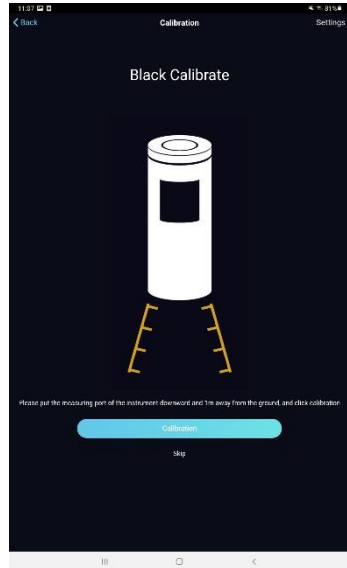 11:07 81%
Back Calibration Settings
Black Calibrate
Please put the measuring port of the instrument downward and 1m away from the ground, and click calibration
Calibration
Skip